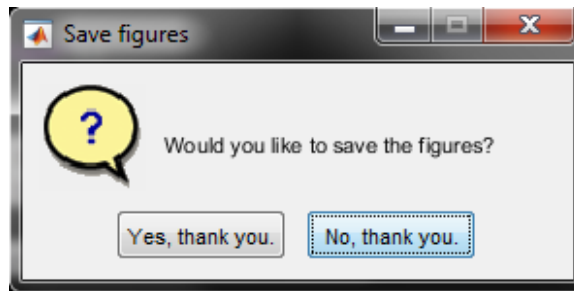 Save figures
?
Would you like to save the figures?
Yes, thank you.
No, thank you.